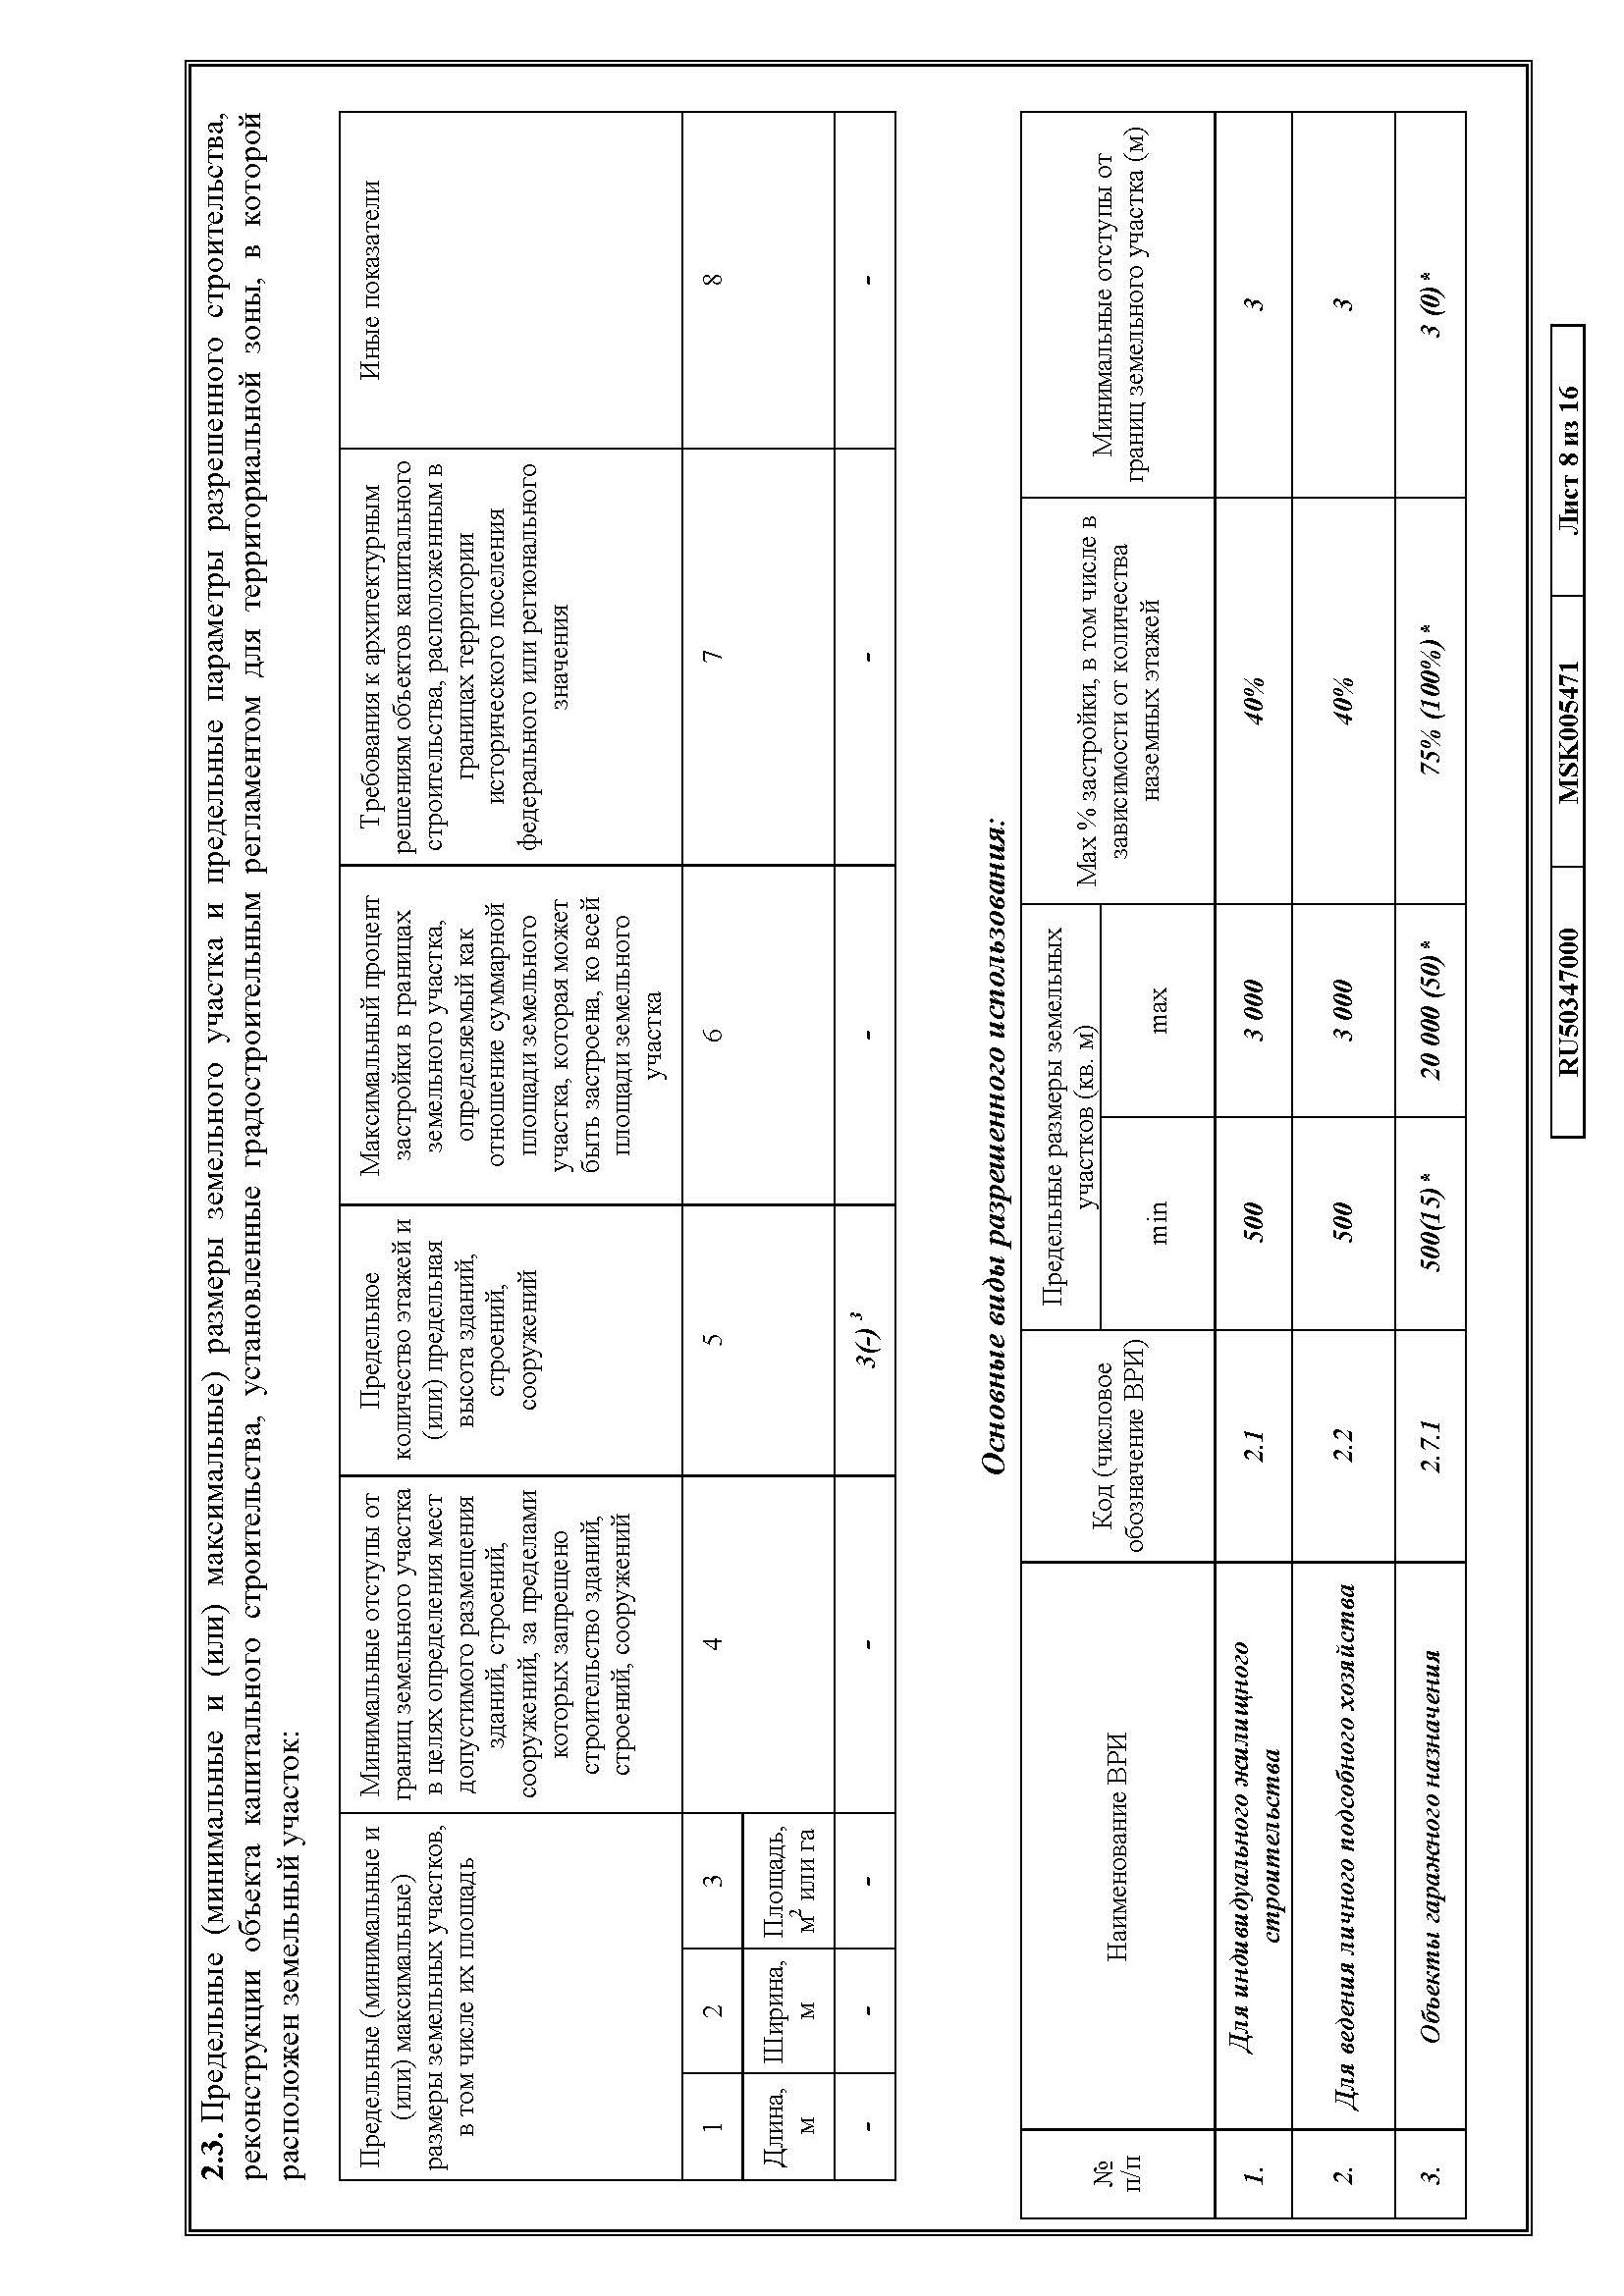 2.3. Предельные (минимальные и (или) максимальные) размеры земельного участка и предельные параметры разрешенного строительства,
реконструкции объекта капитального строительства, установленные градостроительным регламентом для территориальной зоны, в которой
расположен земельный участок:
Предельные (минимальные и
(или) максимальные)
размеры земельных участков,
в том числе их площадь
Минимальные отступы от
границ земельного участка
в целях определения мест
допустимого размещения
зданий, строений,
сооружений, за пределами
которых запрещено
строительство зданий,
строений, сооружений
Предельное
количество этажей и
(или) предельная
высота зданий,
строений,
сооружений
Максимальный процент
застройки в границах
земельного участка,
определяемый как
отношение суммарной
площади земельного
участка, которая может
быть застроена, ко всей
площади земельного
участка
Требования к архитектурным
решениям объектов капитального
строительства, расположенным в
границах территории
исторического поселения
федерального или регионального
значения
Иные показатели
1 2 3 4 5 6 7 8
Длина,
м
Ширина,
м
Площадь,
м² или га
- - - - 3(-) ³ - - -
Основные виды разрешенного использования:
№
п/п
Наименование ВРИ
Код (числовое
обозначение ВРИ)
Предельные размеры земельных
участков (кв. м)
min max
Max % застройки, в том числе в
зависимости от количества
наземных этажей
Минимальные отступы от
границ земельного участка (м)
1. Для индивидуального жилищного
строительства
2.1 500 3 000 40% 3
2. Для ведения личного подсобного хозяйства 2.2 500 3 000 40% 3
3. Объекты гаражного назначения 2.7.1 500(15)* 20 000 (50)* 75% (100%)* 3 (0)*
RU50347000 MSK005471 Лист 8 из 16